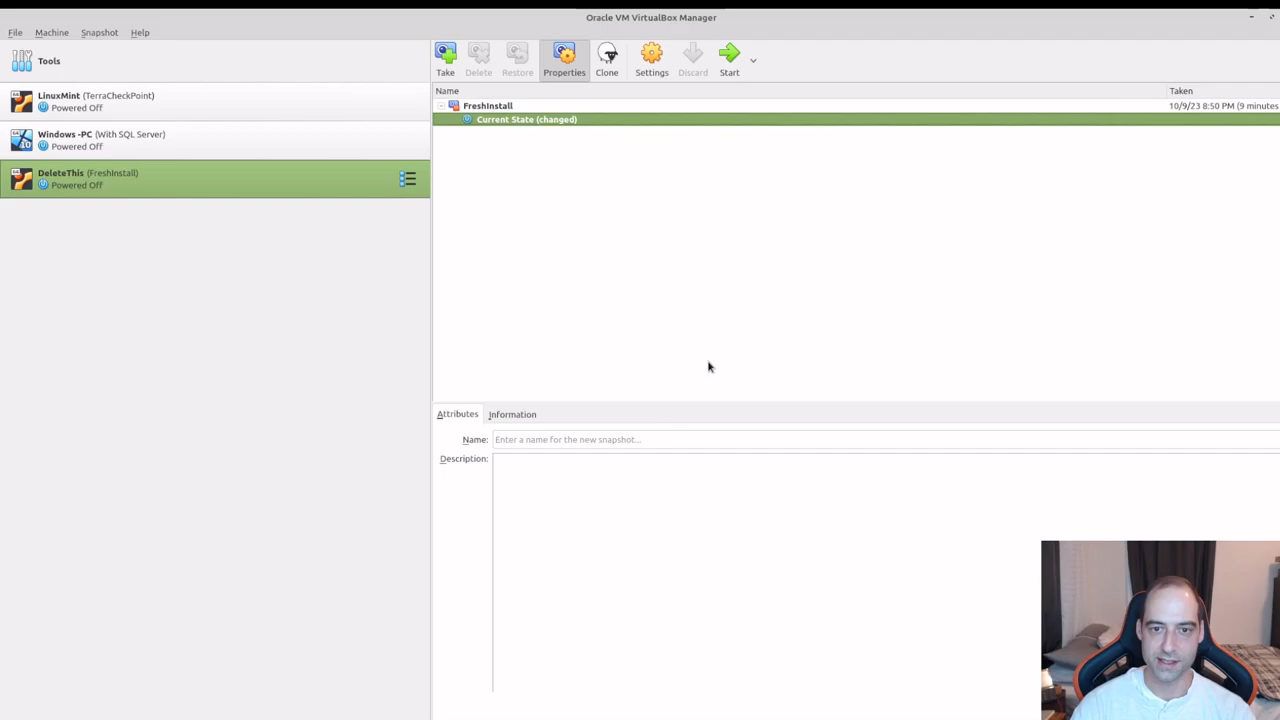 Oracle VM VirtualBox Manager
File Machine Snapshot Help
Tools
Take Delete Restore Properties Clone Settings Discard Start
LinuxMint (TerraCheckPoint)
Powered Off
Windows -PC (With SQL Server)
Powered Off
DeleteThis (FreshInstall)
Powered Off
Name Taken
FreshInstall 10/9/23 8:50 PM (9 minutes
Current State (changed)
Attributes Information
Name: Enter a name for the new snapshot...
Description: